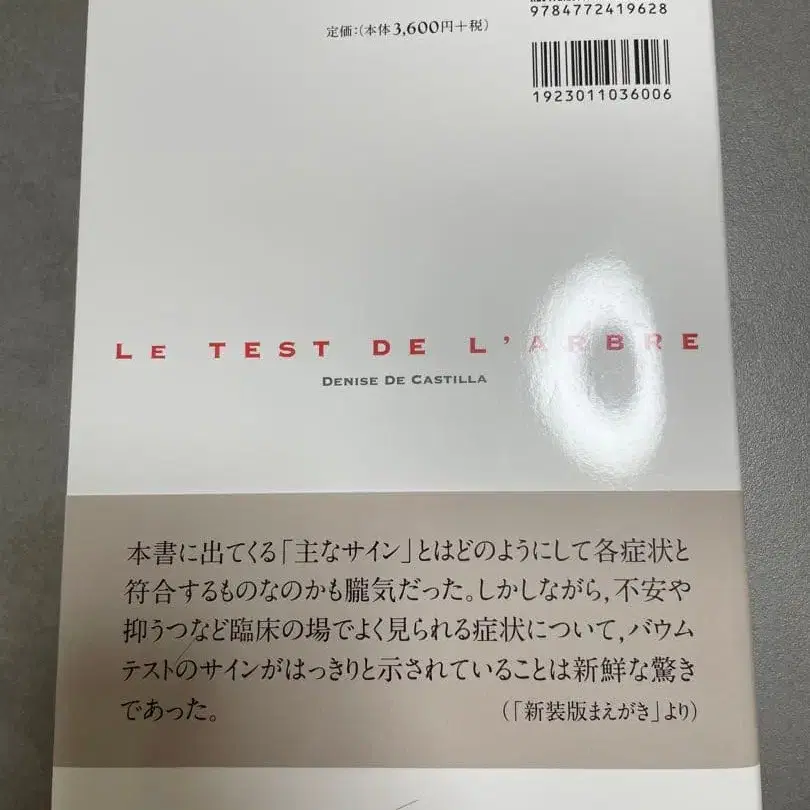 9784772419628
定価：（本体3,600円＋税）
1923011036006
LE TEST DE L'ARBRE
DENISE DE CASTILLA
本書に出てくる「主なサイン」とはどのようにして各症状と
符合するものなのかも朧気だった。しかしながら，不安や
抑うつなど臨床の場でよく見られる症状について，バウム
テストのサインがはっきりと示されていることは新鮮な驚き
であった。
（「新装版まえがき」より）